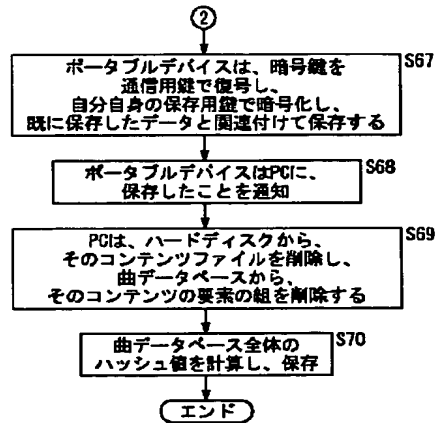 ②
S67
ポータブルデバイスは、暗号鍵を
通信用鍵で復号し、
自分自身の保存用鍵で暗号化し、
既に保存したデータと関連付けて保存する
S68
ポータブルデバイスはPCに、
保存したことを通知
S69
PCは、ハードディスクから、
そのコンテンツファイルを削除し、
曲データベースから、
そのコンテンツの要素の組を削除する
S70
曲データベース全体の
ハッシュ値を計算し、保存
エンド